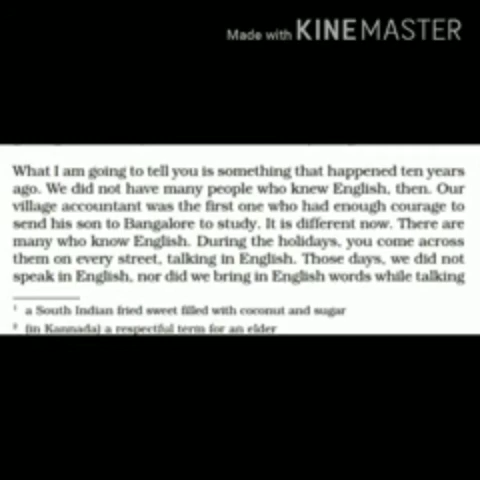 Made with KINEMASTER
What I am going to tell you is something that happened ten years
ago. We did not have many people who knew English, then. Our
village accountant was the first one who had enough courage to
send his son to Bangalore to study. It is different now. There are
many who know English. During the holidays, you come across
them on every street, talking in English. Those days, we did not
speak in English, nor did we bring in English words while talking
¹ a South Indian fried sweet filled with coconut and sugar
² (in Kannada) a respectful term for an elder